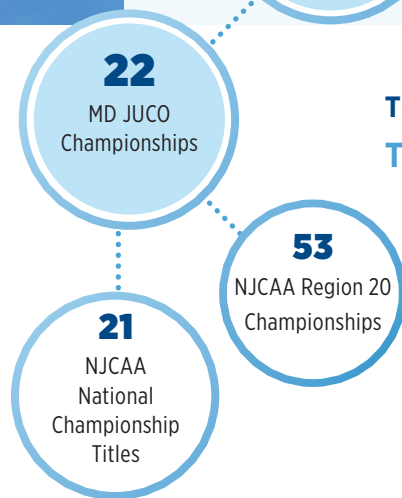 22
MD JUCO
Championships
T
T
53
NJCAA Region 20
Championships
21
NJCAA
National
Championship
Titles